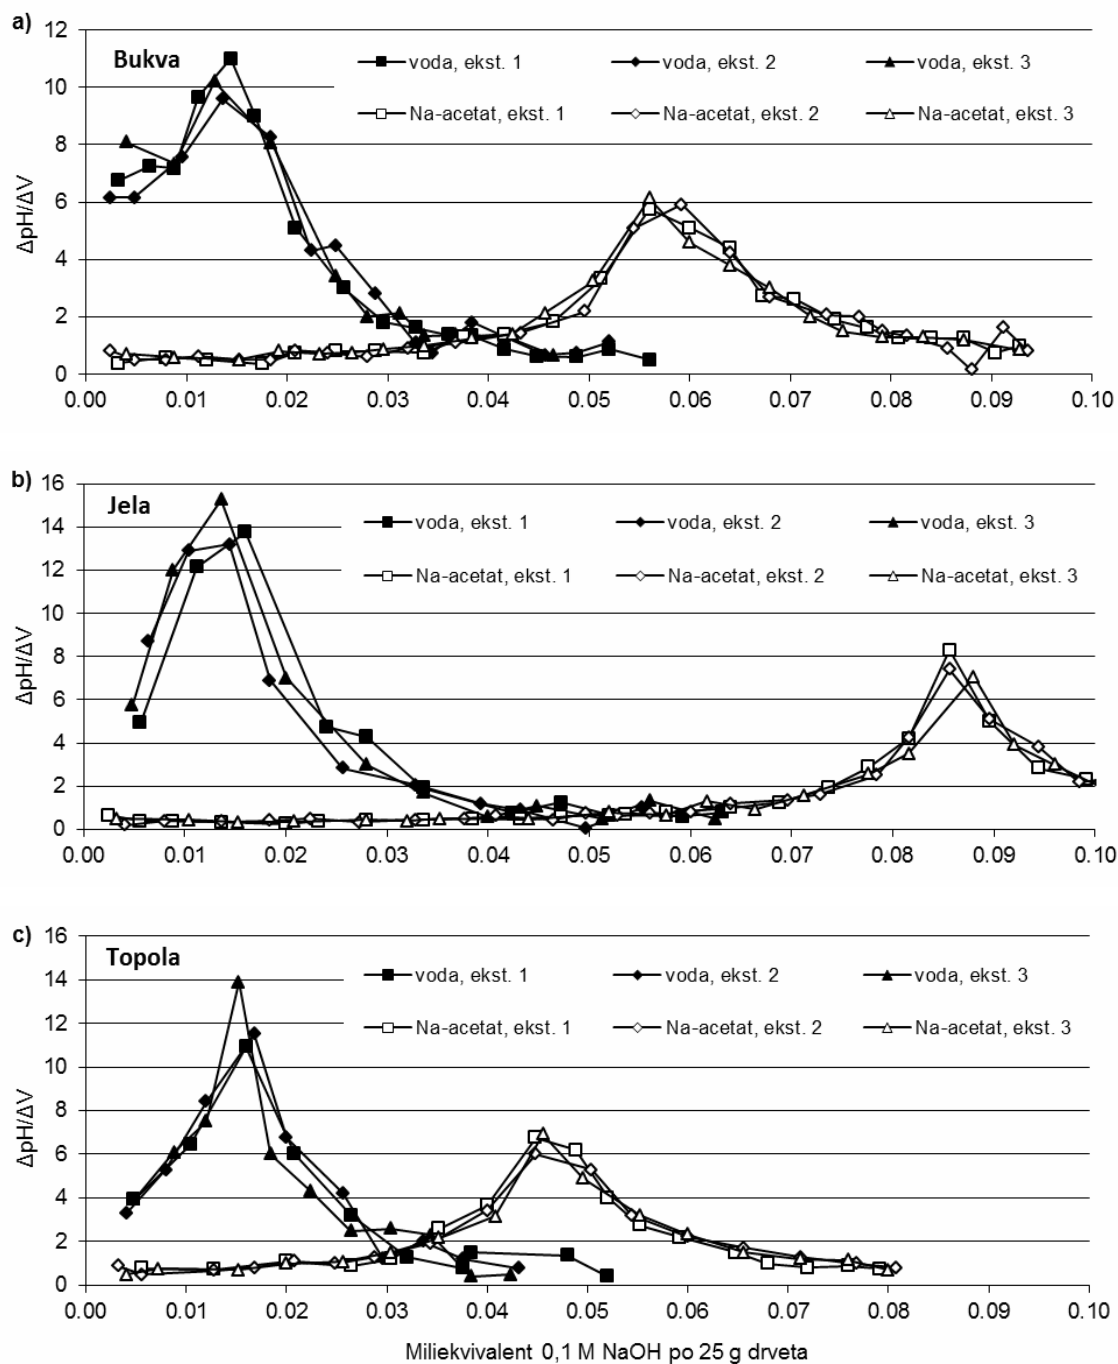 a)
Bukva
voda, ekst. 1 voda, ekst. 2 voda, ekst. 3
Na-acetat, ekst. 1 Na-acetat, ekst. 2 Na-acetat, ekst. 3
ΔpH/ΔV
12
10
8
6
4
2
0
0.00 0.01 0.02 0.03 0.04 0.05 0.06 0.07 0.08 0.09 0.10
b)
Jela
voda, ekst. 1 voda, ekst. 2 voda, ekst. 3
Na-acetat, ekst. 1 Na-acetat, ekst. 2 Na-acetat, ekst. 3
ΔpH/ΔV
16
14
12
10
8
6
4
2
0
0.00 0.01 0.02 0.03 0.04 0.05 0.06 0.07 0.08 0.09 0.10
c)
Topola
voda, ekst. 1 voda, ekst. 2 voda, ekst. 3
Na-acetat, ekst. 1 Na-acetat, ekst. 2 Na-acetat, ekst. 3
ΔpH/ΔV
16
14
12
10
8
6
4
2
0
0.00 0.01 0.02 0.03 0.04 0.05 0.06 0.07 0.08 0.09 0.10
Miliekvivalent 0,1 M NaOH po 25 g drveta